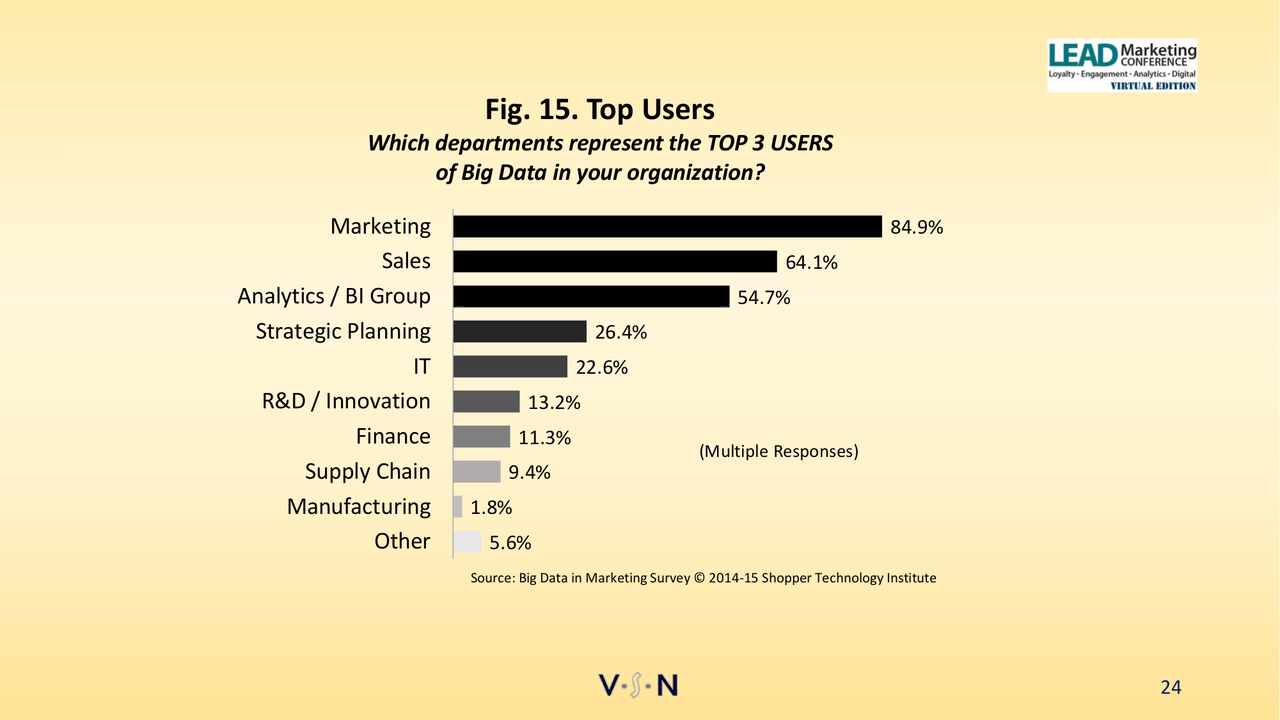 LEAD Marketing
CONFERENCE
Loyalty · Engagement · Analytics · Digital
VIRTUAL EDITION
Fig. 15. Top Users
Which departments represent the TOP 3 USERS
of Big Data in your organization?
Marketing 84.9%
Sales 64.1%
Analytics / BI Group 54.7%
Strategic Planning 26.4%
IT 22.6%
R&D / Innovation 13.2%
Finance 11.3%
(Multiple Responses)
Supply Chain 9.4%
Manufacturing 1.8%
Other 5.6%
Source: Big Data in Marketing Survey © 2014-15 Shopper Technology Institute
V·S·N
24